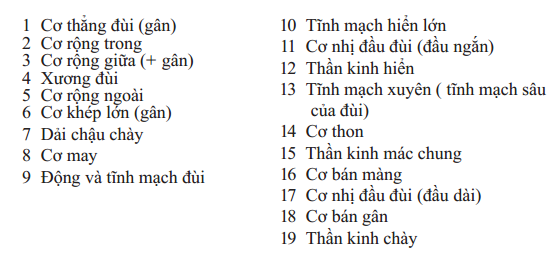 1 Cơ thẳng đùi (gân)
2 Cơ rộng trong
3 Cơ rộng giữa (+ gân)
4 Xương đùi
5 Cơ rộng ngoài
6 Cơ khép lớn (gân)
7 Dải chậu chày
8 Cơ may
9 Động và tĩnh mạch đùi
10 Tĩnh mạch hiển lớn
11 Cơ nhị đầu đùi (đầu ngắn)
12 Thần kinh hiển
13 Tĩnh mạch xuyên ( tĩnh mạch sâu
của đùi)
14 Cơ thon
15 Thần kinh mác chung
16 Cơ bán màng
17 Cơ nhị đầu đùi (đầu dài)
18 Cơ bán gân
19 Thần kinh chày